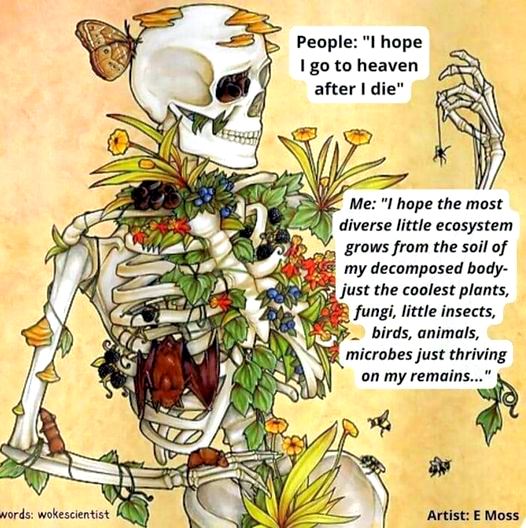 People: "I hope
I go to heaven
after I die"
Me: "I hope the most
diverse little ecosystem
grows from the soil of
my decomposed body-
just the coolest plants,
fungi, little insects,
birds, animals,
microbes just thriving
on my remains..."
words: wokescientist
Artist: E Moss